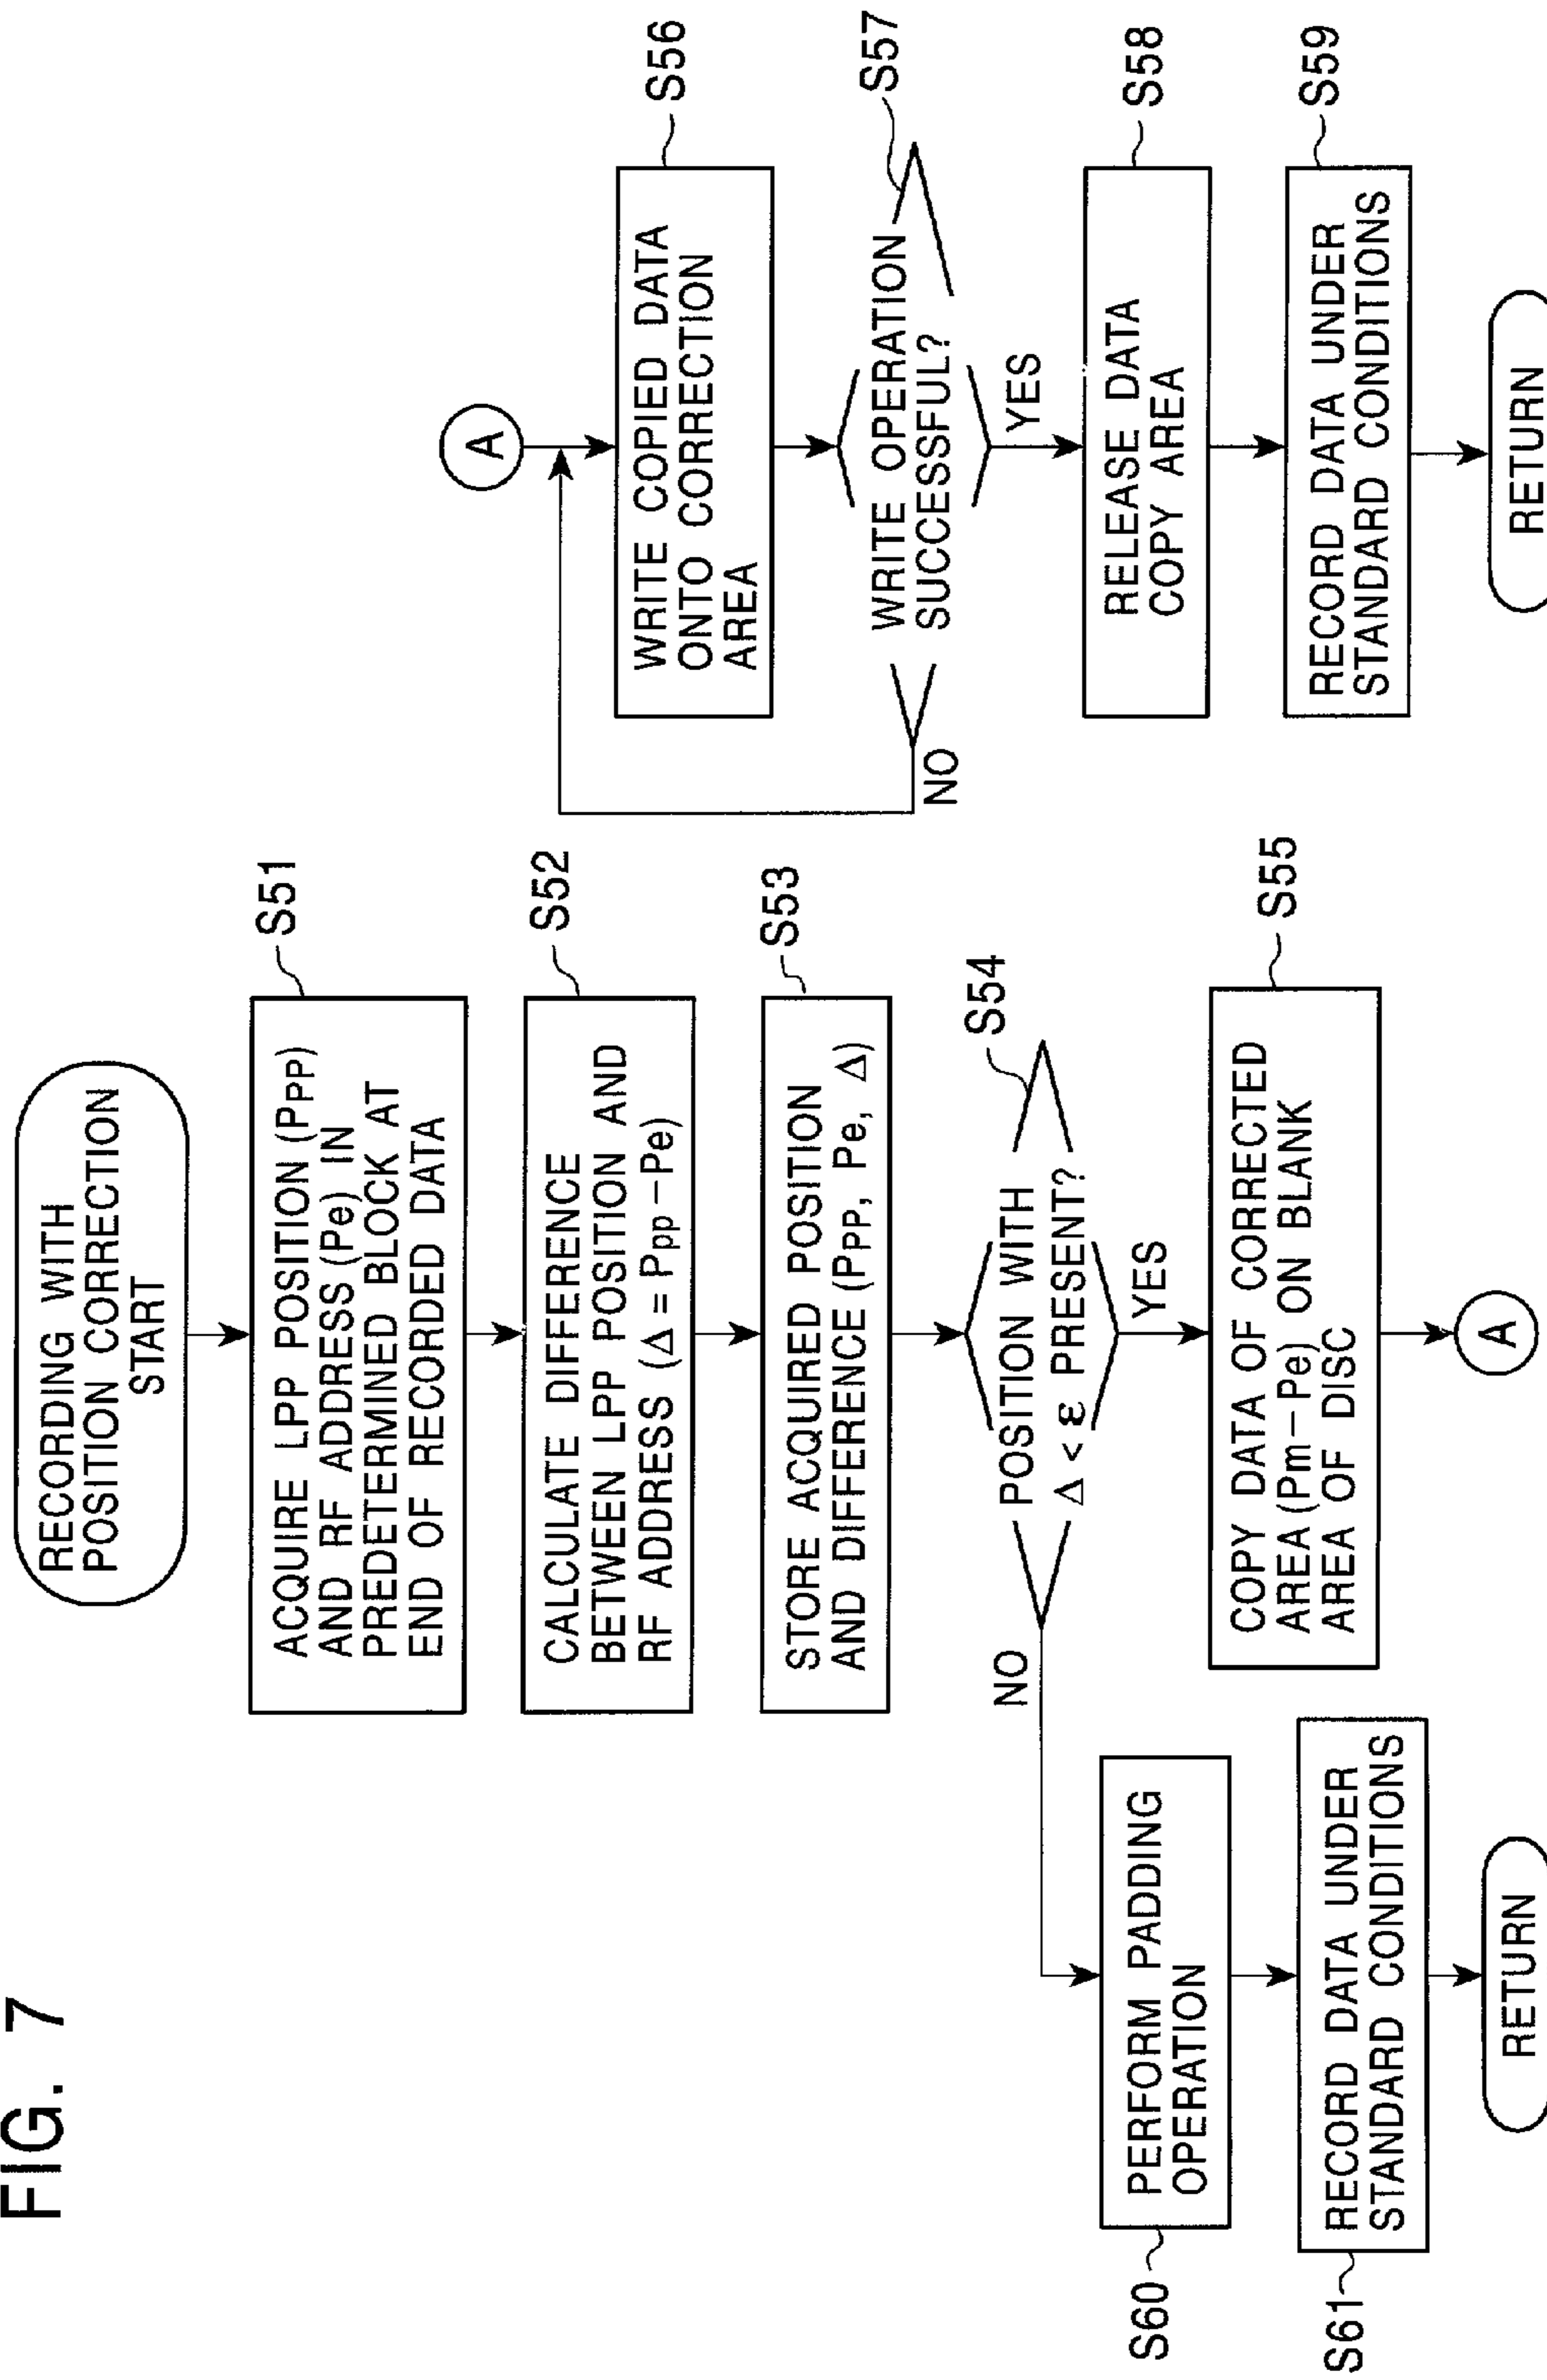 FIG. 7
RECORDING WITH
POSITION CORRECTION
START
ACQUIRE LPP POSITION (PPP)
AND RF ADDRESS (Pe) IN
PREDETERMINED BLOCK AT
END OF RECORDED DATA
S51
CALCULATE DIFFERENCE
BETWEEN LPP POSITION AND
RF ADDRESS (Δ = Ppp−Pe)
S52
STORE ACQUIRED POSITION
AND DIFFERENCE (PPP, Pe, Δ)
S53
POSITION WITH
Δ < ε PRESENT?
S54
NO
YES
COPY DATA OF CORRECTED
AREA (Pm−Pe) ON BLANK
AREA OF DISC
S55
A
PERFORM PADDING
OPERATION
S60
RECORD DATA UNDER
STANDARD CONDITIONS
S61
RETURN
A
WRITE COPIED DATA
ONTO CORRECTION
AREA
S56
WRITE OPERATION
SUCCESSFUL?
S57
NO
YES
RELEASE DATA
COPY AREA
S58
RECORD DATA UNDER
STANDARD CONDITIONS
S59
RETURN